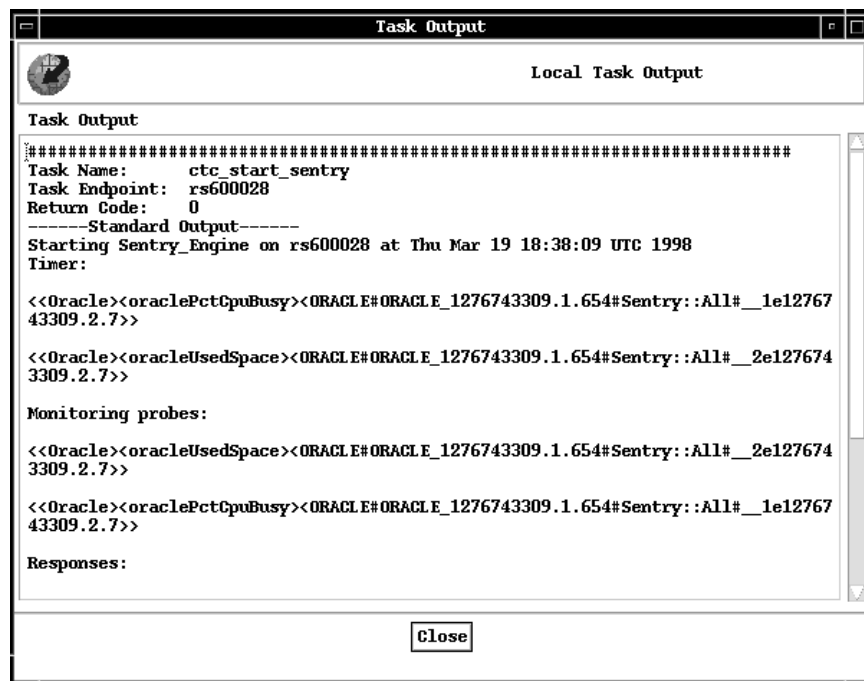 Task Output
Local Task Output
Task Output
############################################################################
Task Name:      ctc_start_sentry
Task Endpoint:  rs600028
Return Code:    0
------Standard Output------
Starting Sentry_Engine on rs600028 at Thu Mar 19 18:38:09 UTC 1998
Timer:
<<Oracle><oraclePctCpuBusy><ORACLE#ORACLE_1276743309.1.654#Sentry::All#__1e12767
43309.2.7>>
<<Oracle><oracleUsedSpace><ORACLE#ORACLE_1276743309.1.654#Sentry::All#__2e127674
3309.2.7>>
Monitoring probes:
<<Oracle><oracleUsedSpace><ORACLE#ORACLE_1276743309.1.654#Sentry::All#__2e127674
3309.2.7>>
<<Oracle><oraclePctCpuBusy><ORACLE#ORACLE_1276743309.1.654#Sentry::All#__1e12767
43309.2.7>>
Responses:
Close